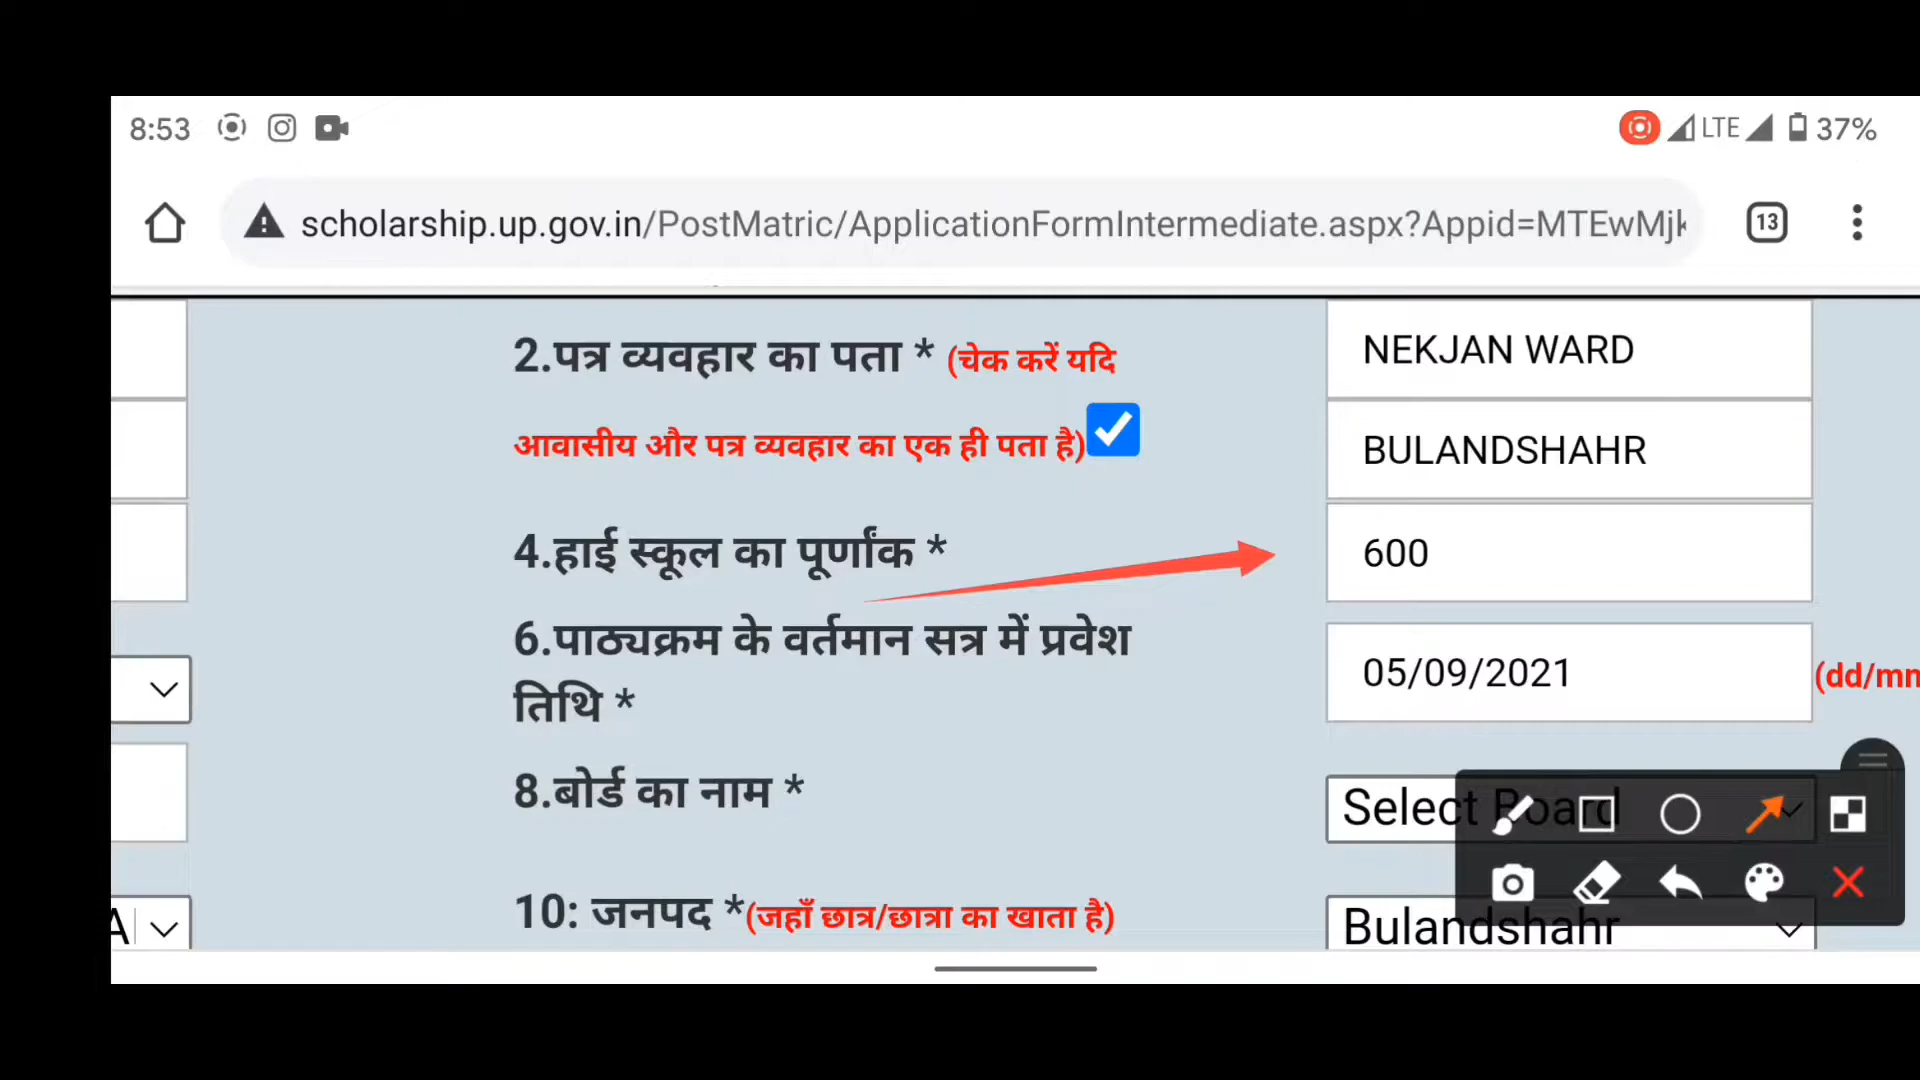 8:53
LTE 37%
scholarship.up.gov.in/PostMatric/ApplicationFormIntermediate.aspx?Appid=MTEwMjk
13
2.पत्र व्यवहार का पता * (चेक करें यदि
आवासीय और पत्र व्यवहार का एक ही पता है)
NEKJAN WARD
BULANDSHAHR
4.हाई स्कूल का पूर्णांक *
600
6.पाठ्यक्रम के वर्तमान सत्र में प्रवेश
तिथि *
05/09/2021
(dd/mm
8.बोर्ड का नाम *
Select Board
10: जनपद *(जहाँ छात्र/छात्रा का खाता है)
A
Bulandshahr